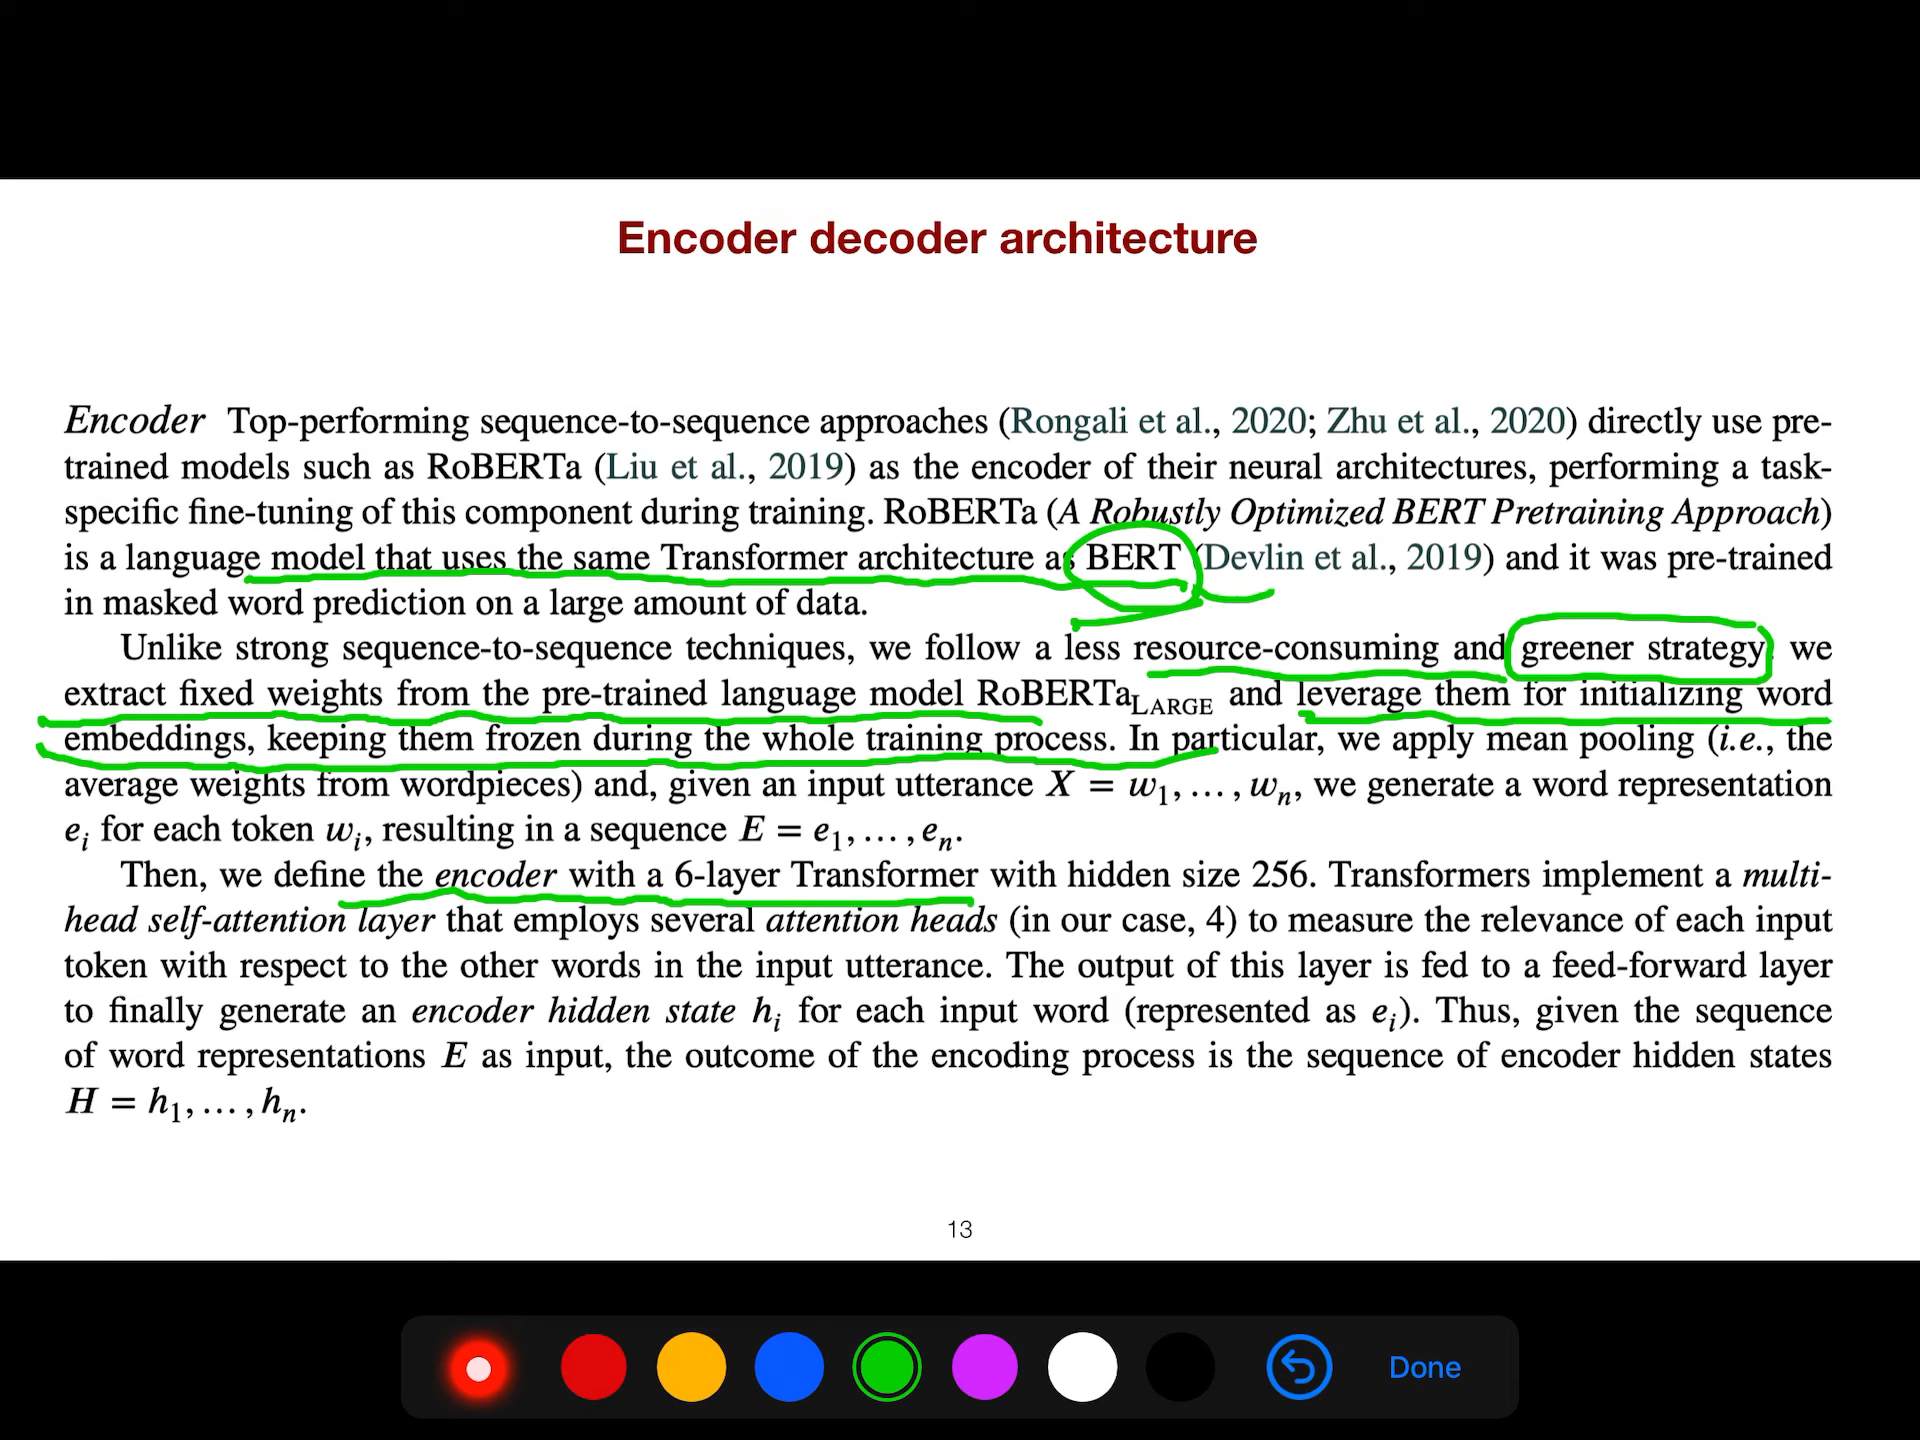 Encoder decoder architecture
Encoder Top-performing sequence-to-sequence approaches (Rongali et al., 2020; Zhu et al., 2020) directly use pre-
trained models such as RoBERTa (Liu et al., 2019) as the encoder of their neural architectures, performing a task-
specific fine-tuning of this component during training. RoBERTa (A Robustly Optimized BERT Pretraining Approach)
is a language model that uses the same Transformer architecture as BERT (Devlin et al., 2019) and it was pre-trained
in masked word prediction on a large amount of data.
Unlike strong sequence-to-sequence techniques, we follow a less resource-consuming and greener strategy: we
extract fixed weights from the pre-trained language model RoBERTaLARGE and leverage them for initializing word
embeddings, keeping them frozen during the whole training process. In particular, we apply mean pooling (i.e., the
average weights from wordpieces) and, given an input utterance X = w1, … , wn, we generate a word representation
ei for each token wi, resulting in a sequence E = e1, … , en.
Then, we define the encoder with a 6-layer Transformer with hidden size 256. Transformers implement a multi-
head self-attention layer that employs several attention heads (in our case, 4) to measure the relevance of each input
token with respect to the other words in the input utterance. The output of this layer is fed to a feed-forward layer
to finally generate an encoder hidden state hi for each input word (represented as ei). Thus, given the sequence
of word representations E as input, the outcome of the encoding process is the sequence of encoder hidden states
H = h1, … , hn.
13
Done